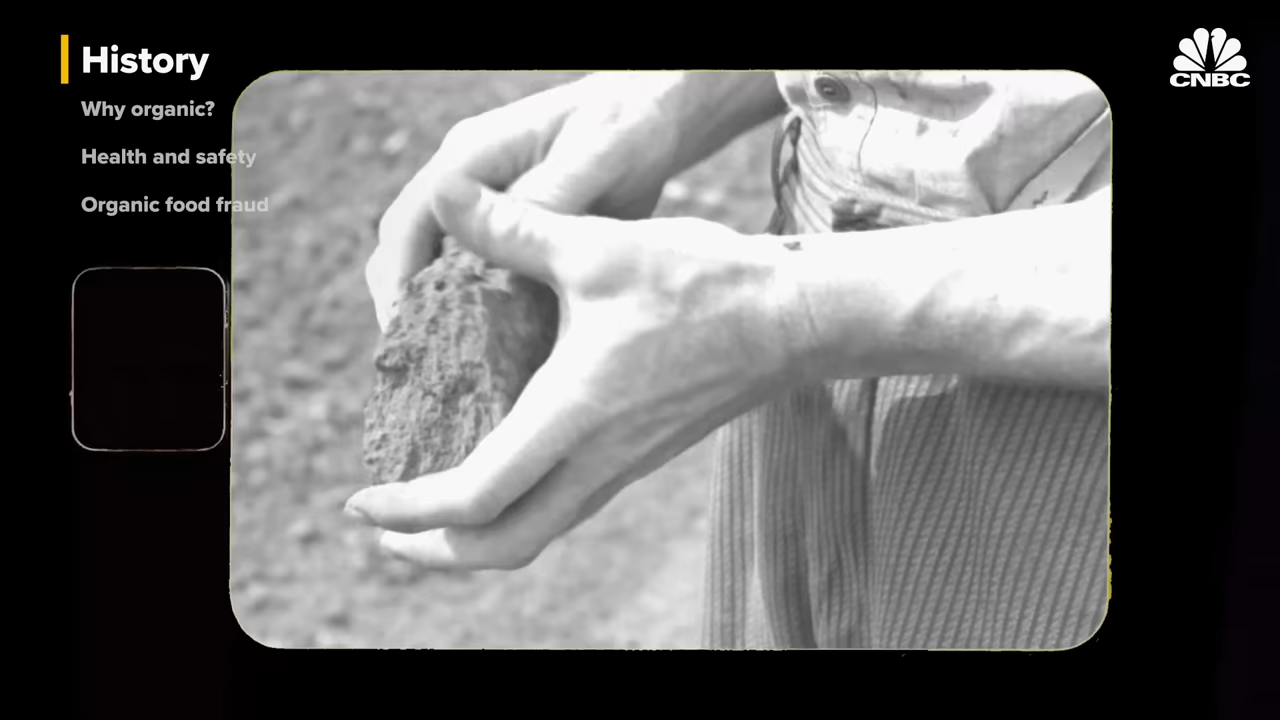 History
Why organic?
Health and safety
Organic food fraud
CNBC